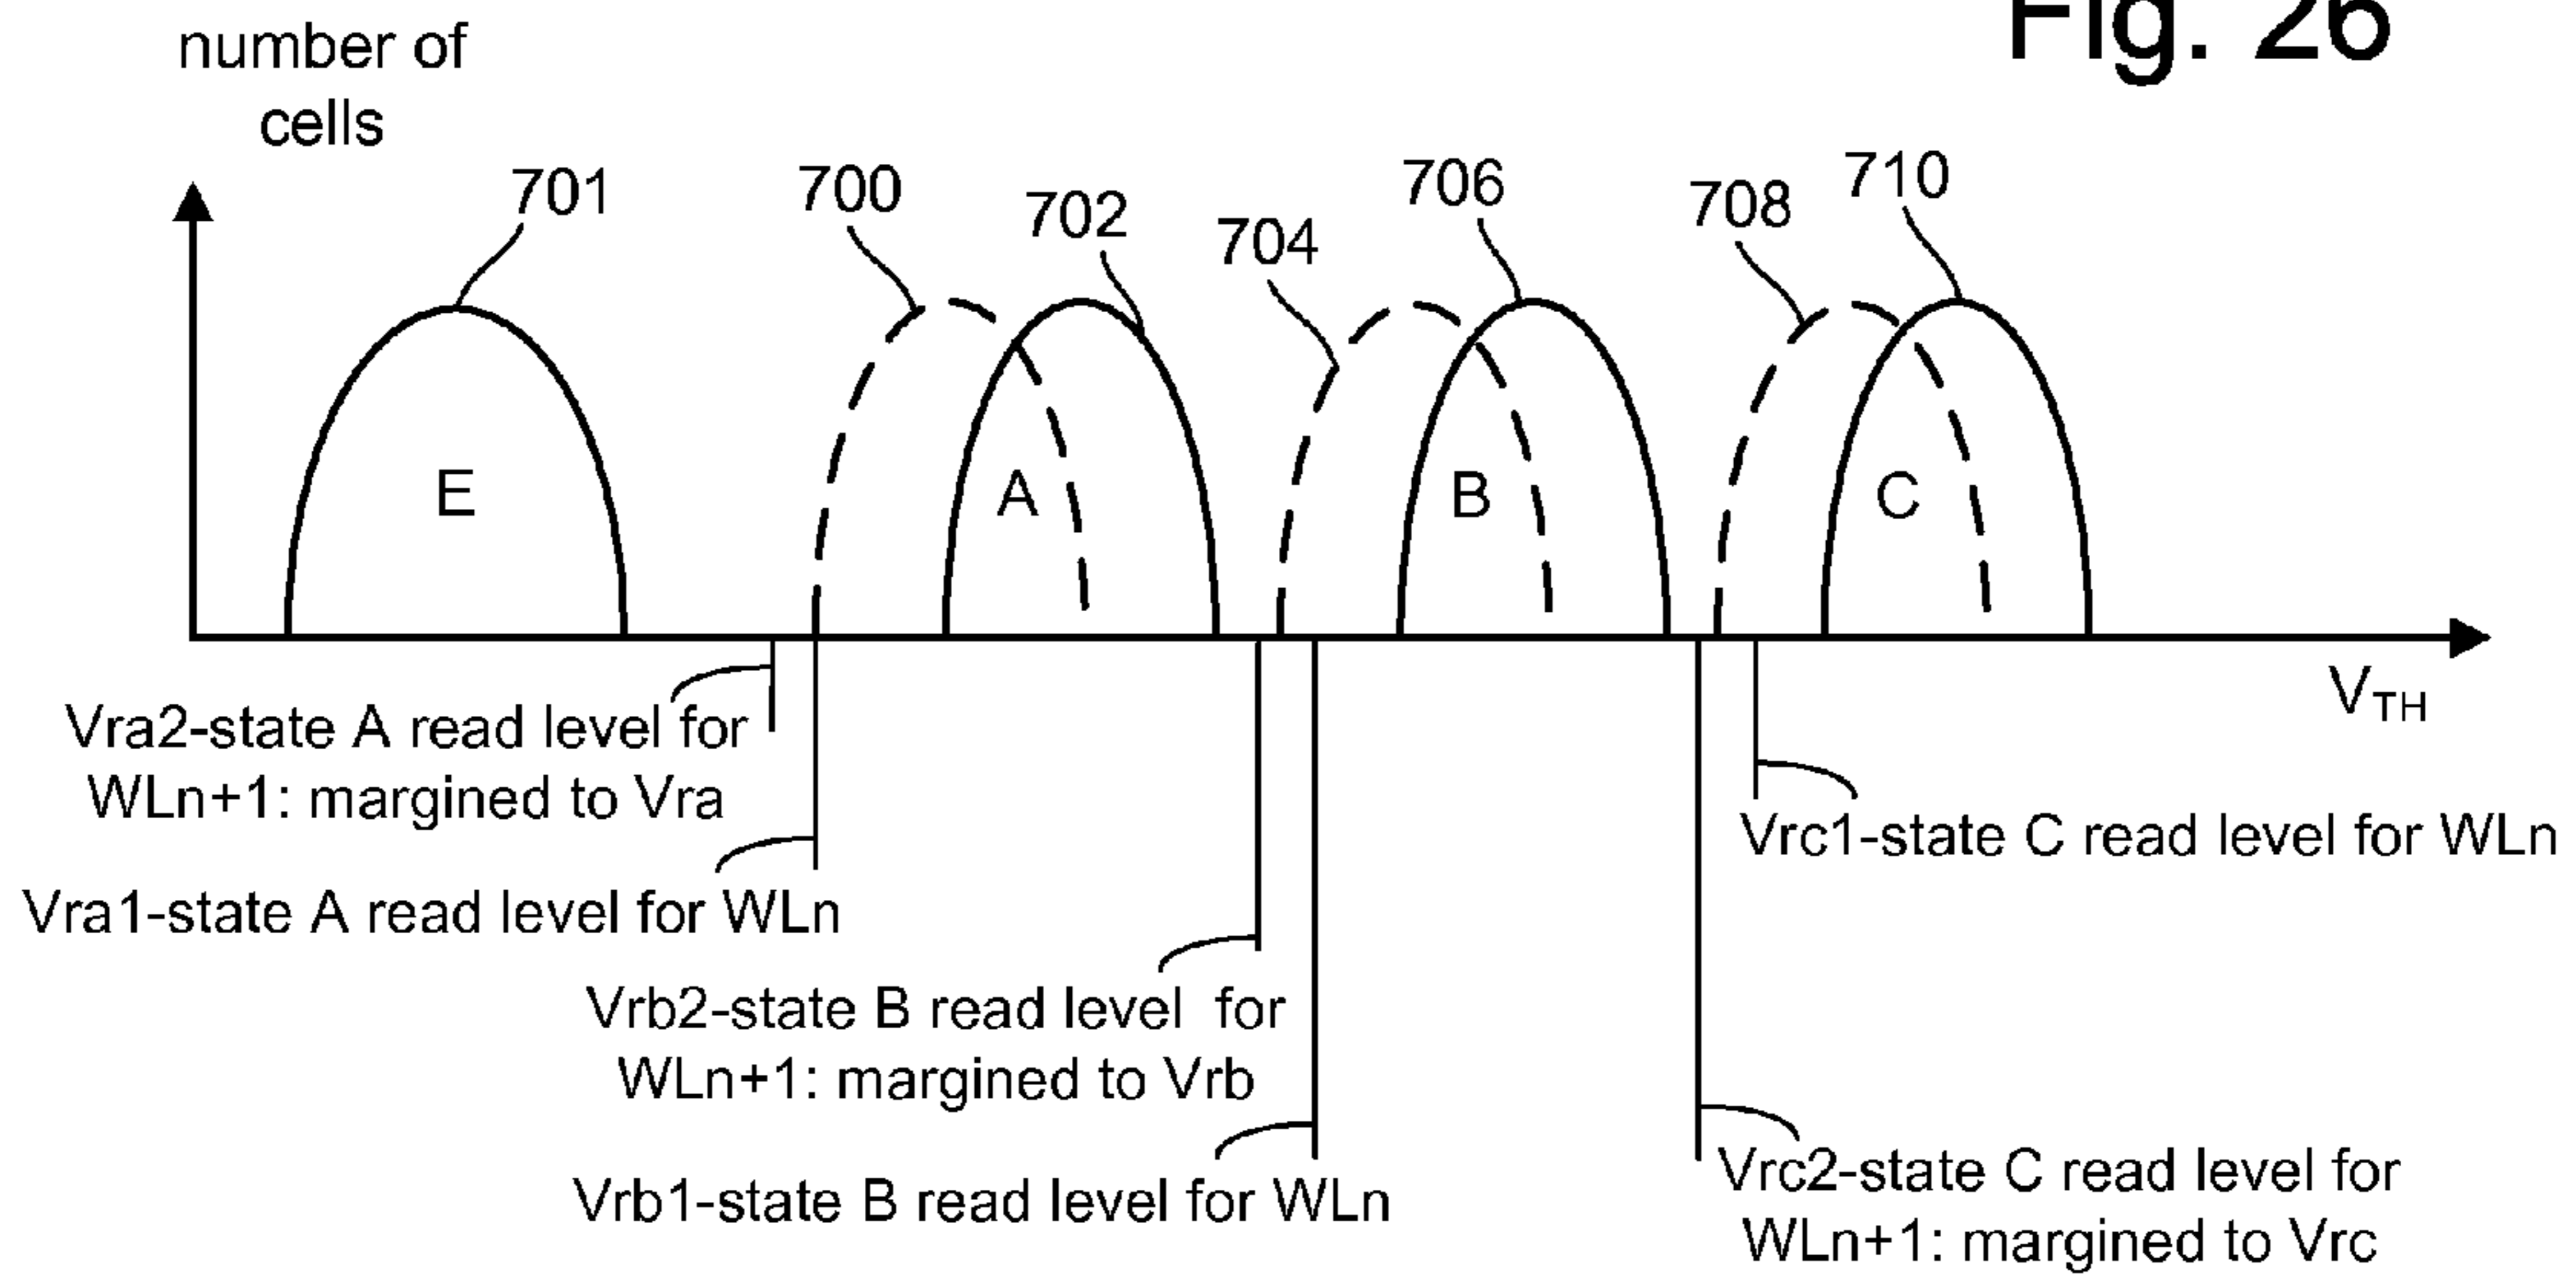 Fig. 26
number of
cells
701
700
702
704
706
708
710
E
A
B
C
VTH
Vra2-state A read level for
WLn+1: margined to Vra
Vra1-state A read level for WLn
Vrb2-state B read level for
WLn+1: margined to Vrb
Vrb1-state B read level for WLn
Vrc1-state C read level for WLn
Vrc2-state C read level for
WLn+1: margined to Vrc